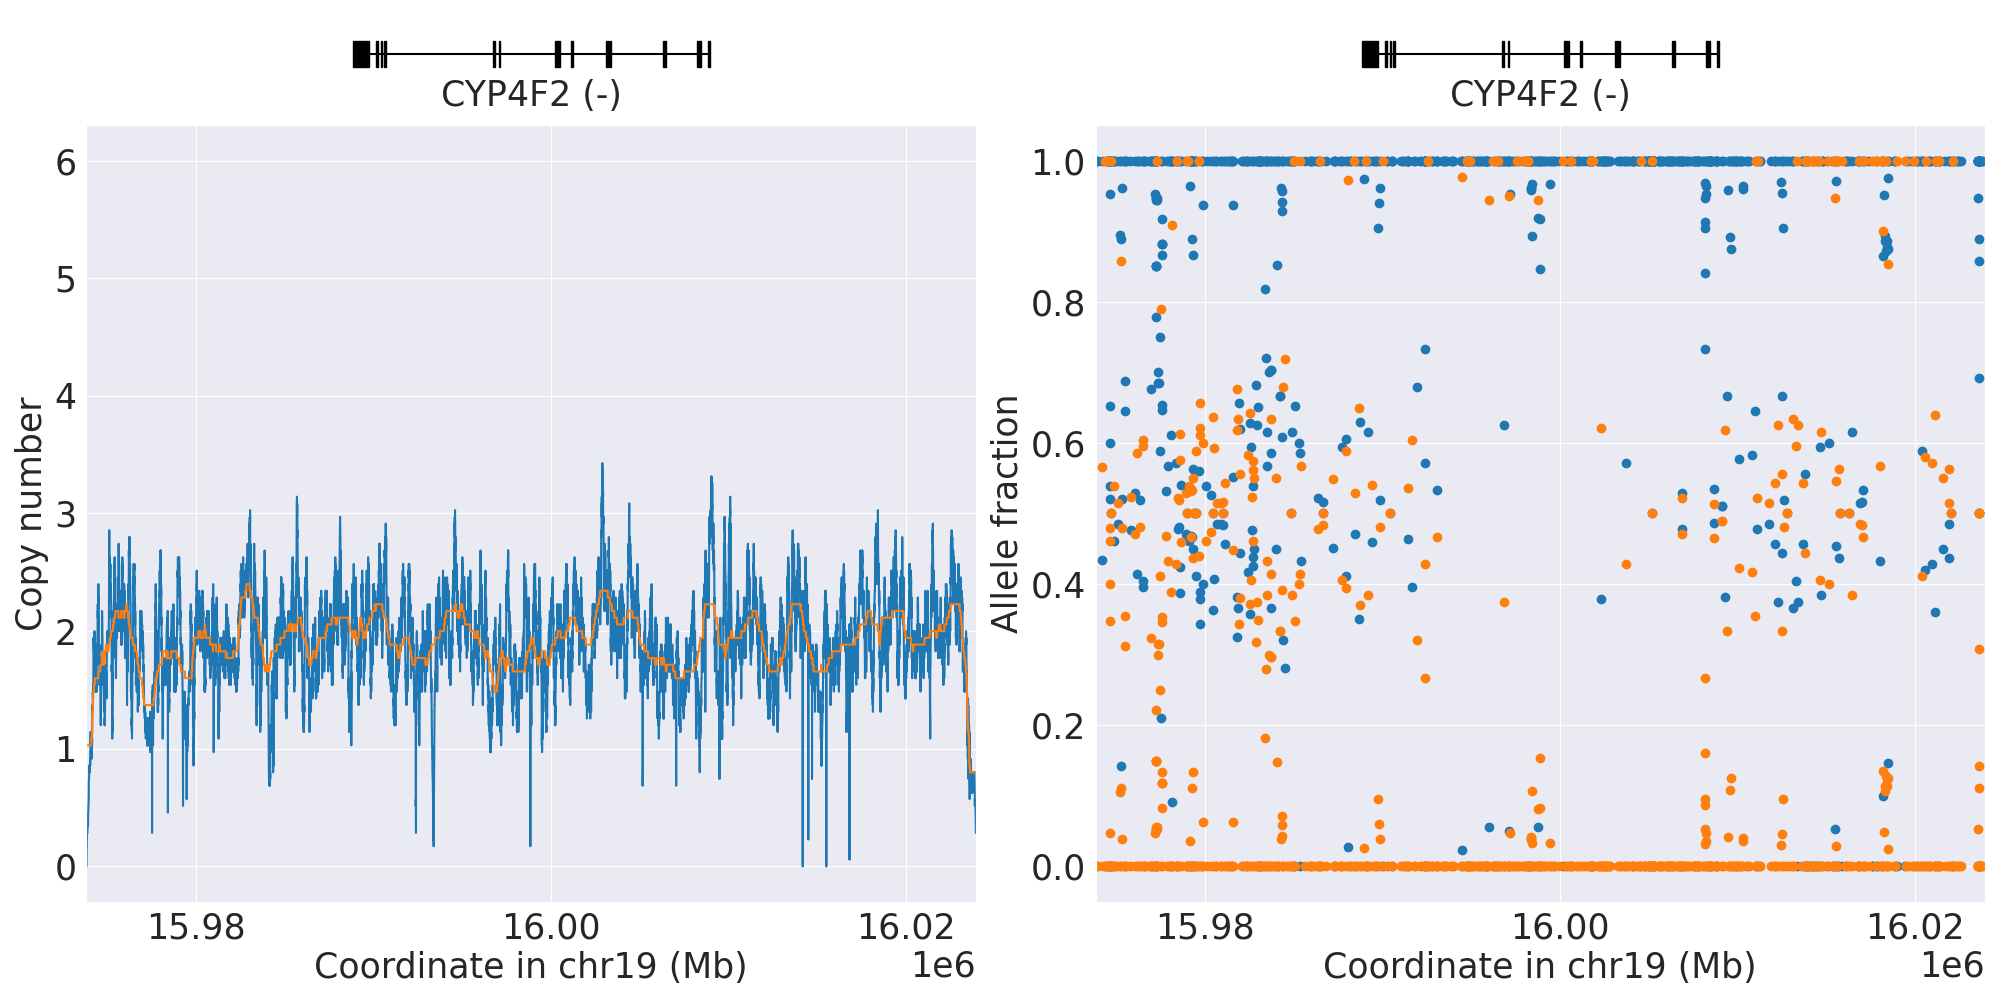 CYP4F2 (-)
Copy number
6
5
4
3
2
1
0
15.98
16.00
16.02
Coordinate in chr19 (Mb)
1e6
CYP4F2 (-)
Allele fraction
1.0
0.8
0.6
0.4
0.2
0.0
15.98
16.00
16.02
Coordinate in chr19 (Mb)
1e6